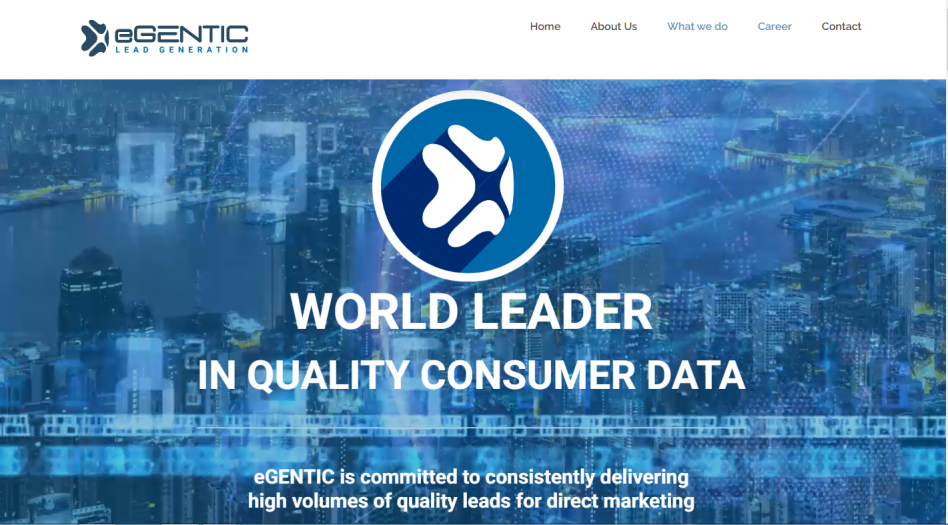 eGENTIC
LEAD GENERATION
Home About Us What we do Career Contact
WORLD LEADER
IN QUALITY CONSUMER DATA
eGENTIC is committed to consistently delivering
high volumes of quality leads for direct marketing